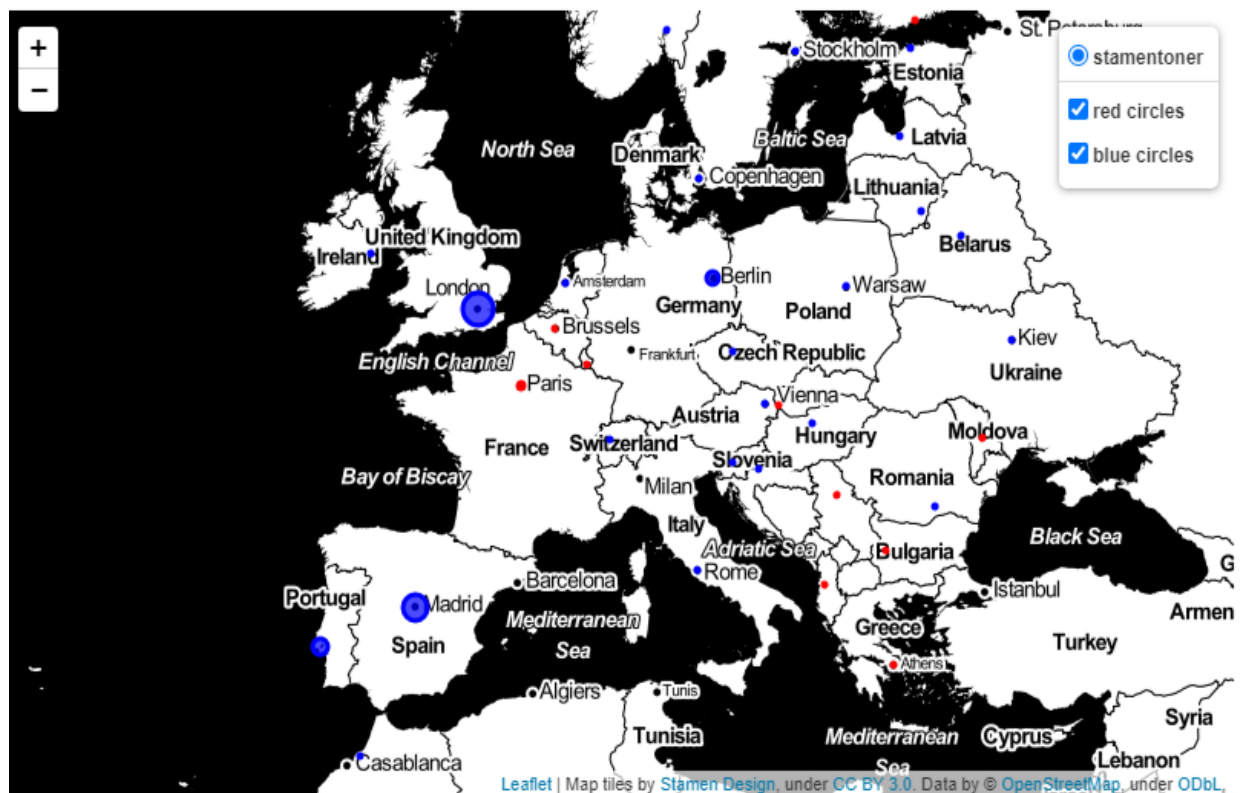 +
−
St. Petersburg
Stockholm
stamentoner
Estonia
red circles
North Sea
Baltic Sea
Latvia
Denmark
blue circles
Copenhagen
Lithuania
United Kingdom
Belarus
Ireland
Amsterdam
Berlin
London
Warsaw
Germany
Poland
Brussels
Kiev
Frankfurt
Czech Republic
English Channel
Ukraine
Paris
Vienna
Austria
Moldova
Hungary
France
Switzerland
Slovenia
Bay of Biscay
Romania
Milan
Italy
Black Sea
Adriatic Sea
Bulgaria
G
Rome
Barcelona
Istanbul
Portugal
Madrid
Armen
Mediterranean
Sea
Greece
Spain
Turkey
Athens
Algiers
Tunis
Syria
Tunisia
Mediterranean
Sea
Cyprus
Lebanon
Casablanca
Leaflet | Map tiles by Stamen Design, under CC BY 3.0. Data by © OpenStreetMap, under ODbL,